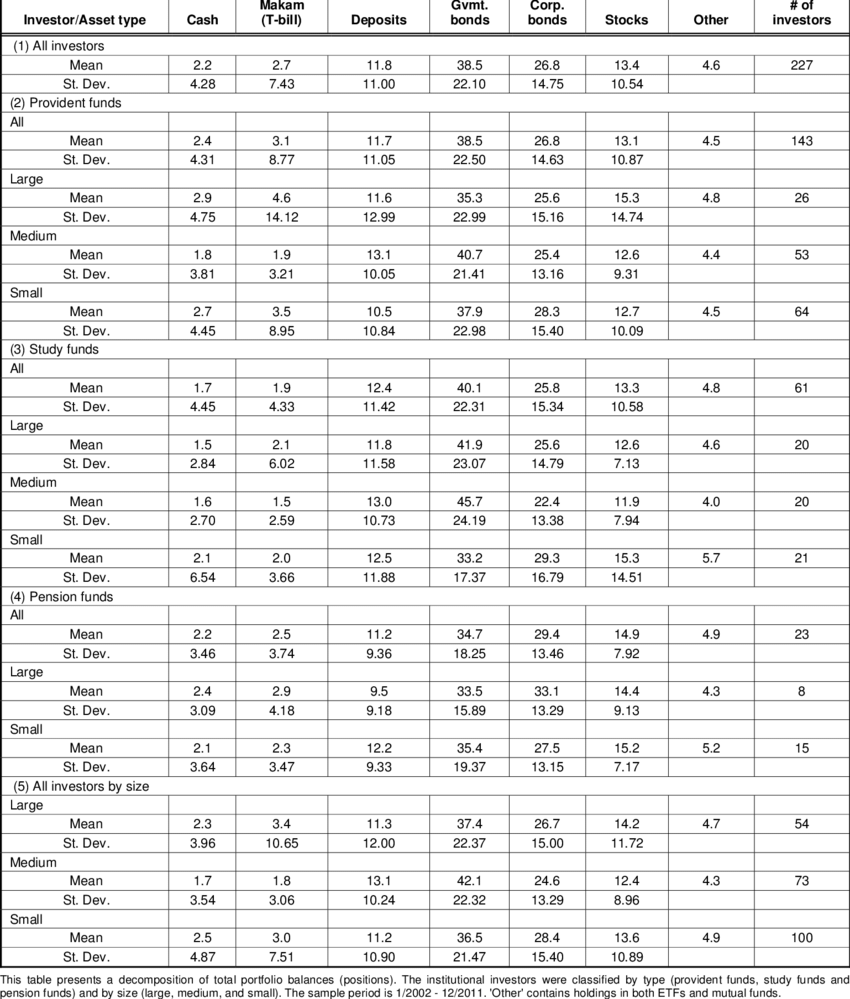 Investor/Asset type Cash Makam (T-bill) Deposits Gvmt. bonds Corp. bonds Stocks Other # of investors
(1) All investors
Mean 2.2 2.7 11.8 38.5 26.8 13.4 4.6 227
St. Dev. 4.28 7.43 11.00 22.10 14.75 10.54
(2) Provident funds
All
Mean 2.4 3.1 11.7 38.5 26.8 13.1 4.5 143
St. Dev. 4.31 8.77 11.05 22.50 14.63 10.87
Large
Mean 2.9 4.6 11.6 35.3 25.6 15.3 4.8 26
St. Dev. 4.75 14.12 12.99 22.99 15.16 14.74
Medium
Mean 1.8 1.9 13.1 40.7 25.4 12.6 4.4 53
St. Dev. 3.81 3.21 10.05 21.41 13.16 9.31
Small
Mean 2.7 3.5 10.5 37.9 28.3 12.7 4.5 64
St. Dev. 4.45 8.95 10.84 22.98 15.40 10.09
(3) Study funds
All
Mean 1.7 1.9 12.4 40.1 25.8 13.3 4.8 61
St. Dev. 4.45 4.33 11.42 22.31 15.34 10.58
Large
Mean 1.5 2.1 11.8 41.9 25.6 12.6 4.6 20
St. Dev. 2.84 6.02 11.58 23.07 14.79 7.13
Medium
Mean 1.6 1.5 13.0 45.7 22.4 11.9 4.0 20
St. Dev. 2.70 2.59 10.73 24.19 13.38 7.94
Small
Mean 2.1 2.0 12.5 33.2 29.3 15.3 5.7 21
St. Dev. 6.54 3.66 11.88 17.37 16.79 14.51
(4) Pension funds
All
Mean 2.2 2.5 11.2 34.7 29.4 14.9 4.9 23
St. Dev. 3.46 3.74 9.36 18.25 13.46 7.92
Large
Mean 2.4 2.9 9.5 33.5 33.1 14.4 4.3 8
St. Dev. 3.09 4.18 9.18 15.89 13.29 9.13
Small
Mean 2.1 2.3 12.2 35.4 27.5 15.2 5.2 15
St. Dev. 3.64 3.47 9.33 19.37 13.15 7.17
(5) All investors by size
Large
Mean 2.3 3.4 11.3 37.4 26.7 14.2 4.7 54
St. Dev. 3.96 10.65 12.00 22.37 15.00 11.72
Medium
Mean 1.7 1.8 13.1 42.1 24.6 12.4 4.3 73
St. Dev. 3.54 3.06 10.24 22.32 13.29 8.96
Small
Mean 2.5 3.0 11.2 36.5 28.4 13.6 4.9 100
St. Dev. 4.87 7.51 10.90 21.47 15.40 10.89
This table presents a decomposition of total portfolio balances (positions). The institutional investors were classified by type (provident funds, study funds and
pension funds) and by size (large, medium, and small). The sample period is 1/2002 - 12/2011. 'Other' contains holdings in both ETFs and mutual funds.